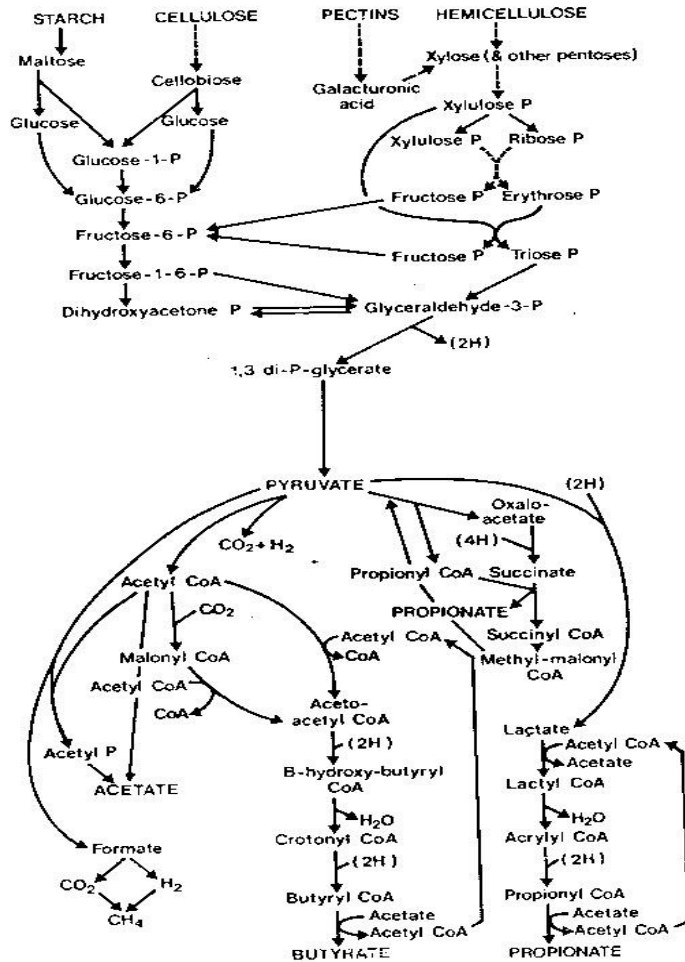 STARCH CELLULOSE PECTINS HEMICELLULOSE
Maltose Xylose (& other pentoses)
Cellobiose Galacturonic
acid
Xylulose P
Glucose Glucose
Xylulose P Ribose P
Glucose-1-P
Glucose-6-P Fructose P Erythrose P
Fructose-6-P
Fructose P Triose P
Fructose-1-6-P
Dihydroxyacetone P Glyceraldehyde-3-P
(2H)
1,3 di-P-glycerate
PYRUVATE (2H)
Oxalo-
acetate
CO2+H2 (4H)
Acetyl CoA Propionyl CoA Succinate
CO2 PROPIONATE
Acetyl CoA Succinyl CoA
Malonyl CoA CoA Methyl-malonyl
CoA
Acetyl CoA
CoA Aceto-
acetyl CoA
Lactate
Acetyl P (2H) Acetyl CoA
Acetate
ACETATE B-hydroxy-butyryl
CoA
Lactyl CoA
H2O H2O
Formate Crotonyl CoA Acrylyl CoA
(2H) (2H)
CO2 H2
Butyryl CoA Propionyl CoA
CH4 Acetate Acetate
Acetyl CoA Acetyl CoA
BUTYRATE PROPIONATE